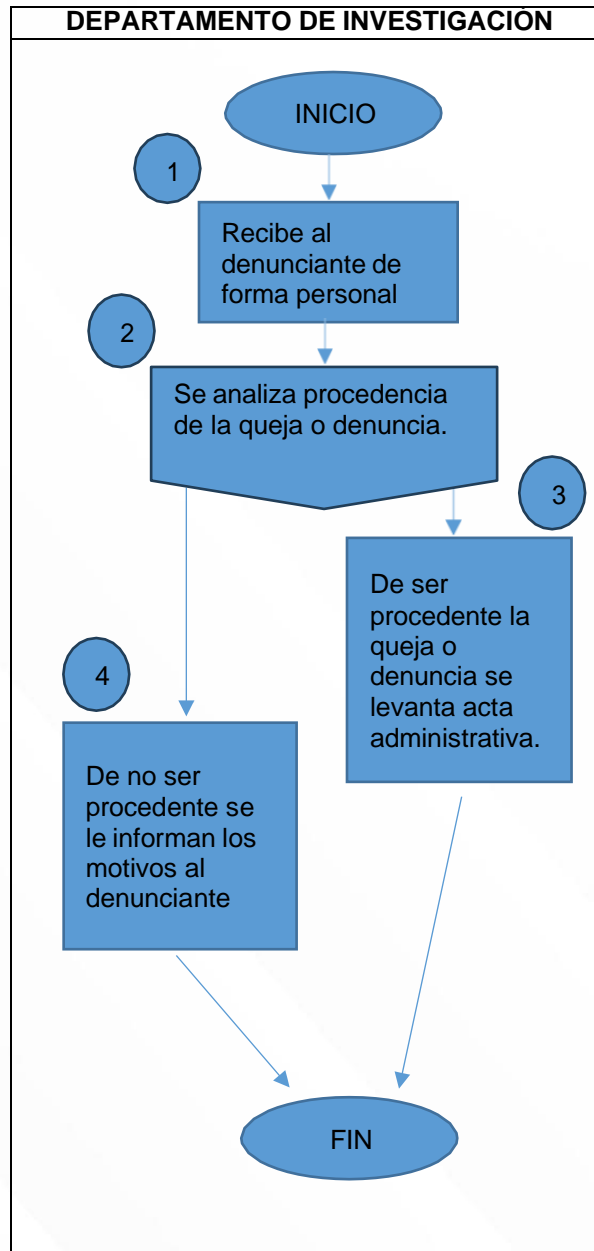 DEPARTAMENTO DE INVESTIGACIÓN
INICIO
1
Recibe al
denunciante de
forma personal
2
Se analiza procedencia
de la queja o denuncia.
3
De ser
procedente la
queja o
denuncia se
levanta acta
administrativa.
4
De no ser
procedente se
le informan los
motivos al
denunciante
FIN